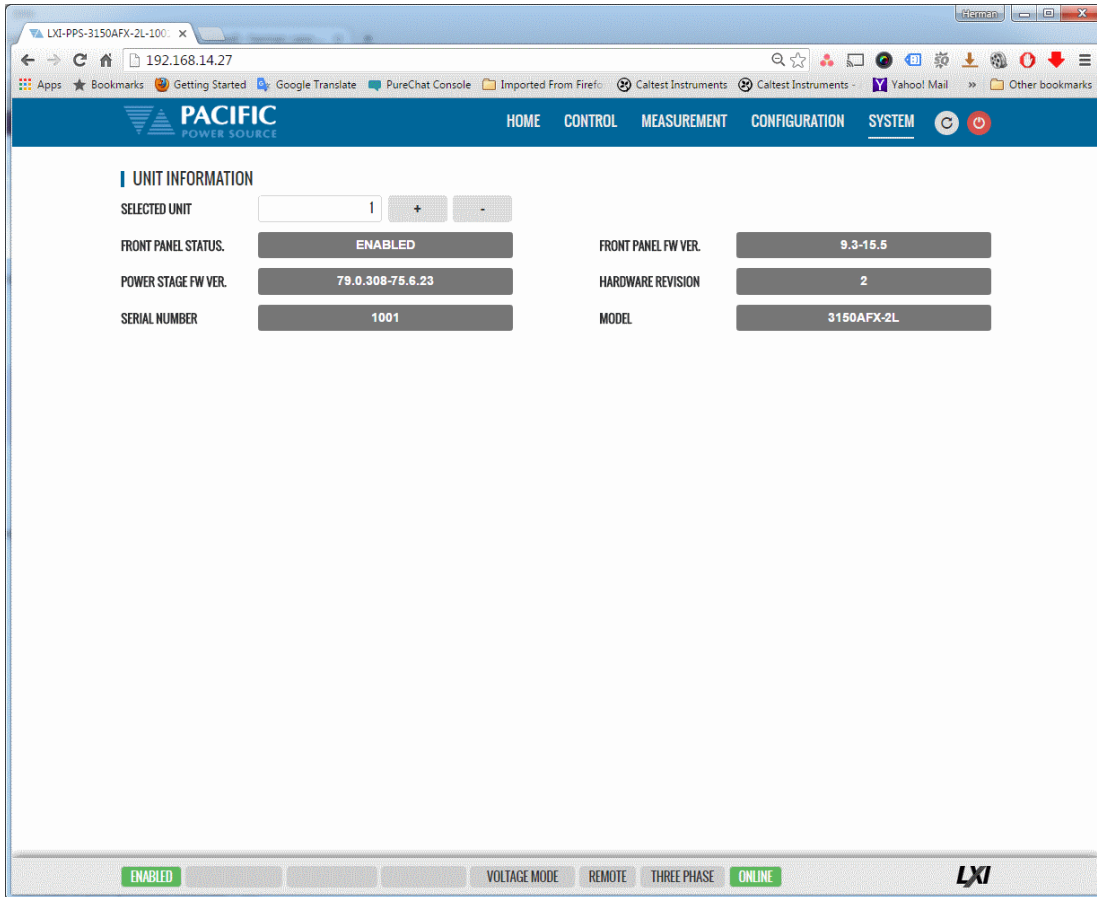 Herman
LXI-PPS-3150AFX-2L-100
192.168.14.27
Apps Bookmarks Getting Started Google Translate PureChat Console Imported From Firefo Caltest Instruments Caltest Instruments - Yahoo! Mail » Other bookmarks
PACIFIC
POWER SOURCE
HOME CONTROL MEASUREMENT CONFIGURATION SYSTEM
UNIT INFORMATION
SELECTED UNIT 1 + -
FRONT PANEL STATUS. ENABLED FRONT PANEL FW VER. 9.3-15.5
POWER STAGE FW VER. 79.0.308-75.6.23 HARDWARE REVISION 2
SERIAL NUMBER 1001 MODEL 3150AFX-2L
ENABLED VOLTAGE MODE REMOTE THREE PHASE ONLINE LXI